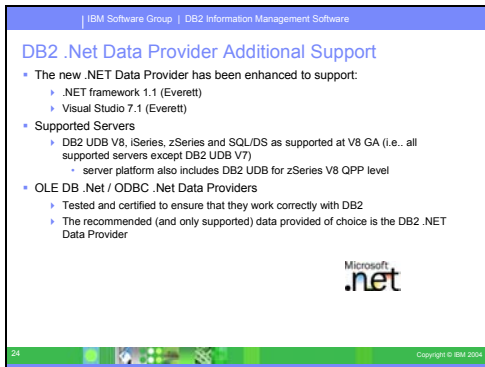 IBM Software Group | DB2 Information Management Software
DB2 .Net Data Provider Additional Support
The new .NET Data Provider has been enhanced to support:
.NET framework 1.1 (Everett)
Visual Studio 7.1 (Everett)
Supported Servers
DB2 UDB V8, iSeries, zSeries and SQL/DS as supported at V8 GA (i.e.. all
supported servers except DB2 UDB V7)
server platform also includes DB2 UDB for zSeries V8 QPP level
OLE DB .Net / ODBC .Net Data Providers
Tested and certified to ensure that they work correctly with DB2
The recommended (and only supported) data provided of choice is the DB2 .NET
Data Provider
Microsoft
.net
24
Copyright © IBM 2004